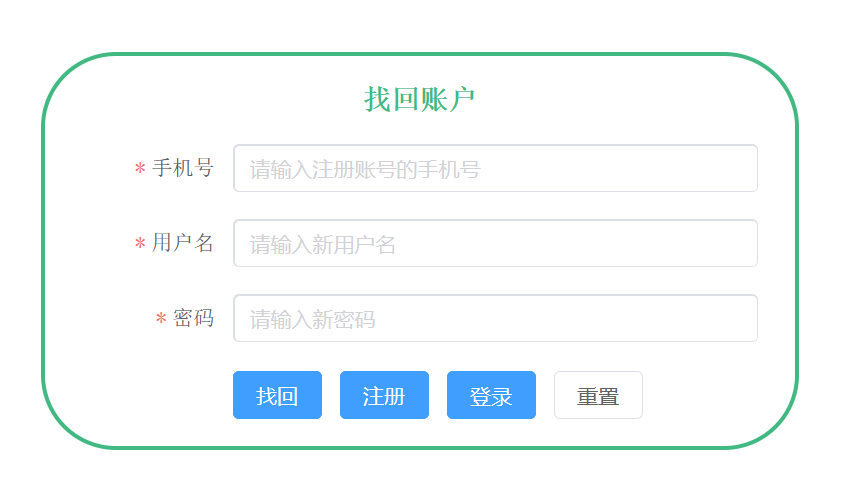 找回账户
* 手机号 请输入注册账号的手机号
* 用户名 请输入新用户名
* 密码 请输入新密码
找回 注册 登录 重置